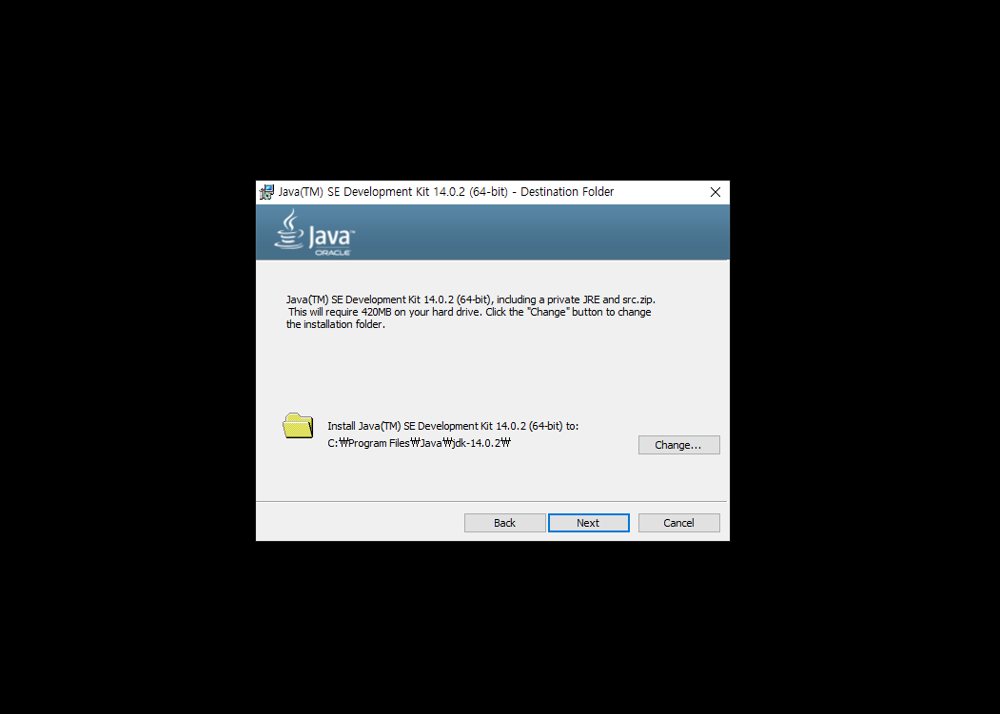 Java(TM) SE Development Kit 14.0.2 (64-bit) - Destination Folder
Java™
ORACLE
Java(TM) SE Development Kit 14.0.2 (64-bit), including a private JRE and src.zip.
This will require 420MB on your hard drive. Click the "Change" button to change
the installation folder.
Install Java(TM) SE Development Kit 14.0.2 (64-bit) to:
C:₩Program Files₩Java₩jdk-14.0.2₩
Change...
Back
Next
Cancel